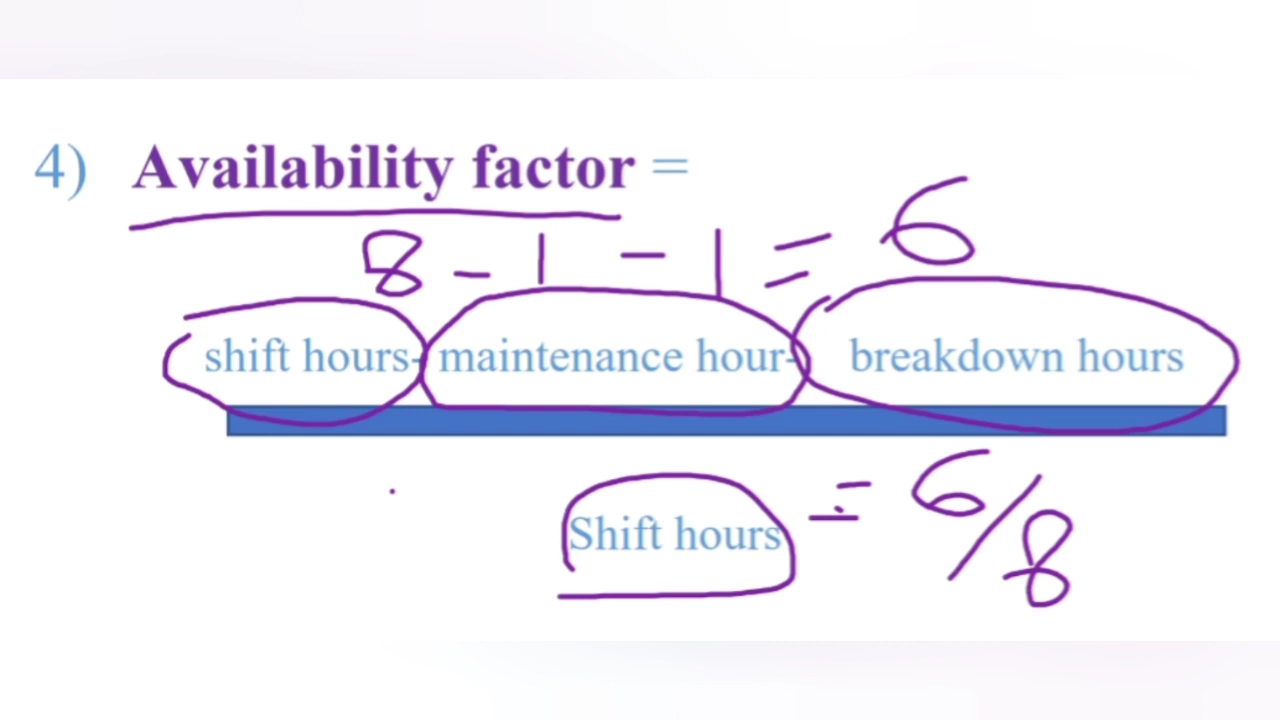 4) Availability factor =
8 - 1 - 1 = 6
shift hours- maintenance hour- breakdown hours
Shift hours = 6/8